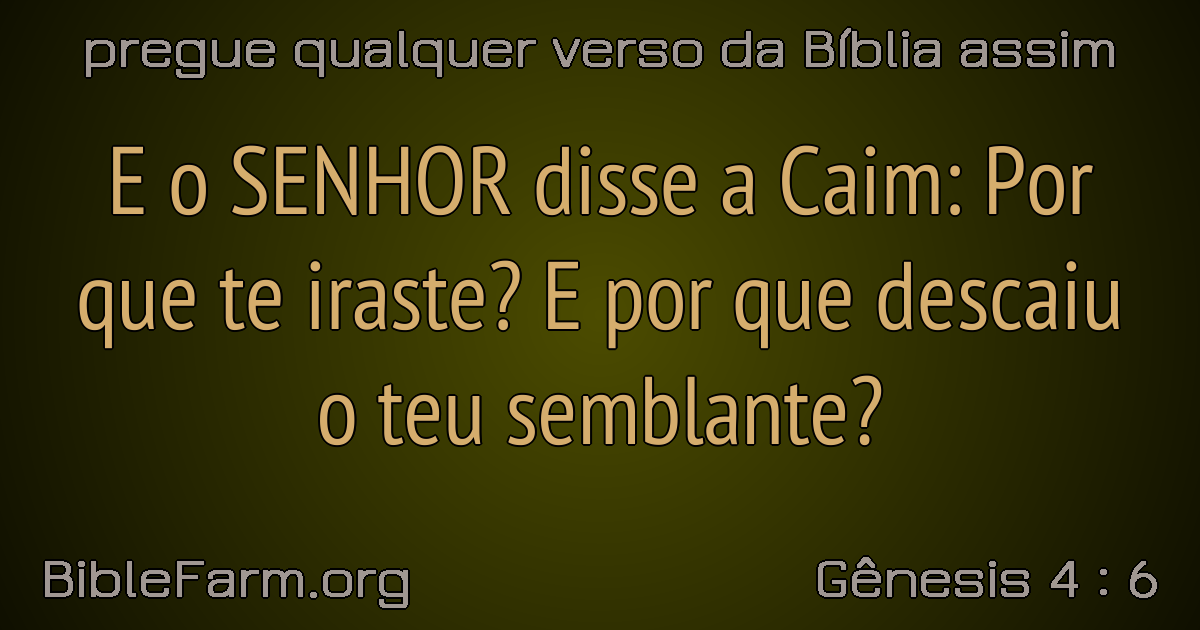 pregue qualquer verso da Bíblia assim
E o SENHOR disse a Caim: Por
que te iraste? E por que descaiu
o teu semblante?
BibleFarm.org
Gênesis 4 : 6